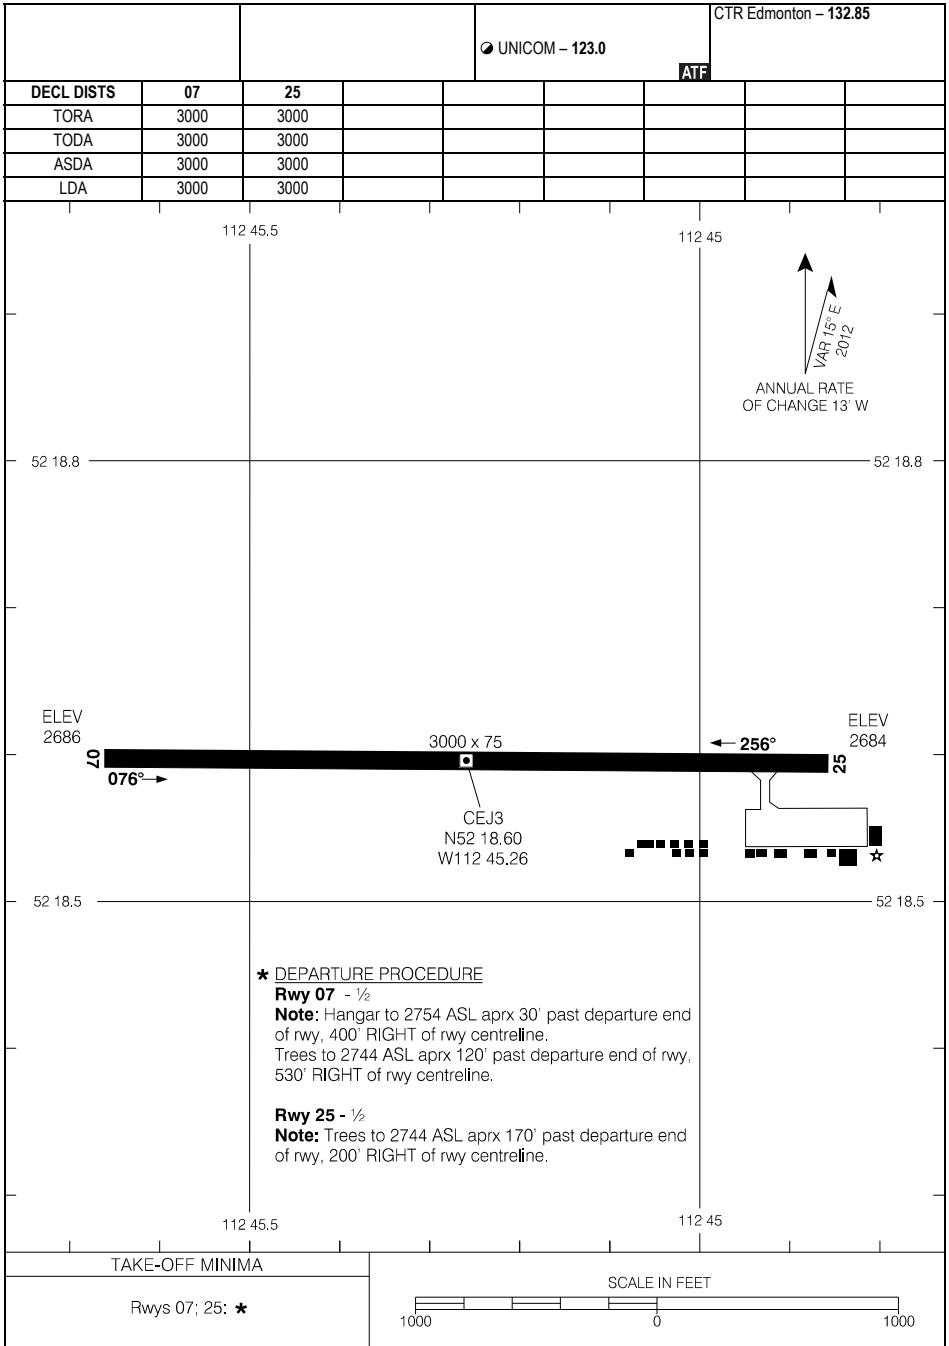 CTR Edmonton – 132.85
UNICOM – 123.0
ATF
DECL DISTS 07 25
TORA 3000 3000
TODA 3000 3000
ASDA 3000 3000
LDA 3000 3000
112 45.5 112 45
VAR 15° E
2012
ANNUAL RATE
OF CHANGE 13' W
52 18.8 52 18.8
ELEV
2686
ELEV
2684
3000 x 75
256°
07
25
076°
CEJ3
N52 18.60
W112 45.26
52 18.5 52 18.5
* DEPARTURE PROCEDURE
Rwy 07 - ½
Note: Hangar to 2754 ASL aprx 30' past departure end
of rwy, 400' RIGHT of rwy centreline.
Trees to 2744 ASL aprx 120' past departure end of rwy,
530' RIGHT of rwy centreline.
Rwy 25 - ½
Note: Trees to 2744 ASL aprx 170' past departure end
of rwy, 200' RIGHT of rwy centreline.
112 45.5 112 45
TAKE-OFF MINIMA
Rwys 07; 25: *
SCALE IN FEET
1000 0 1000